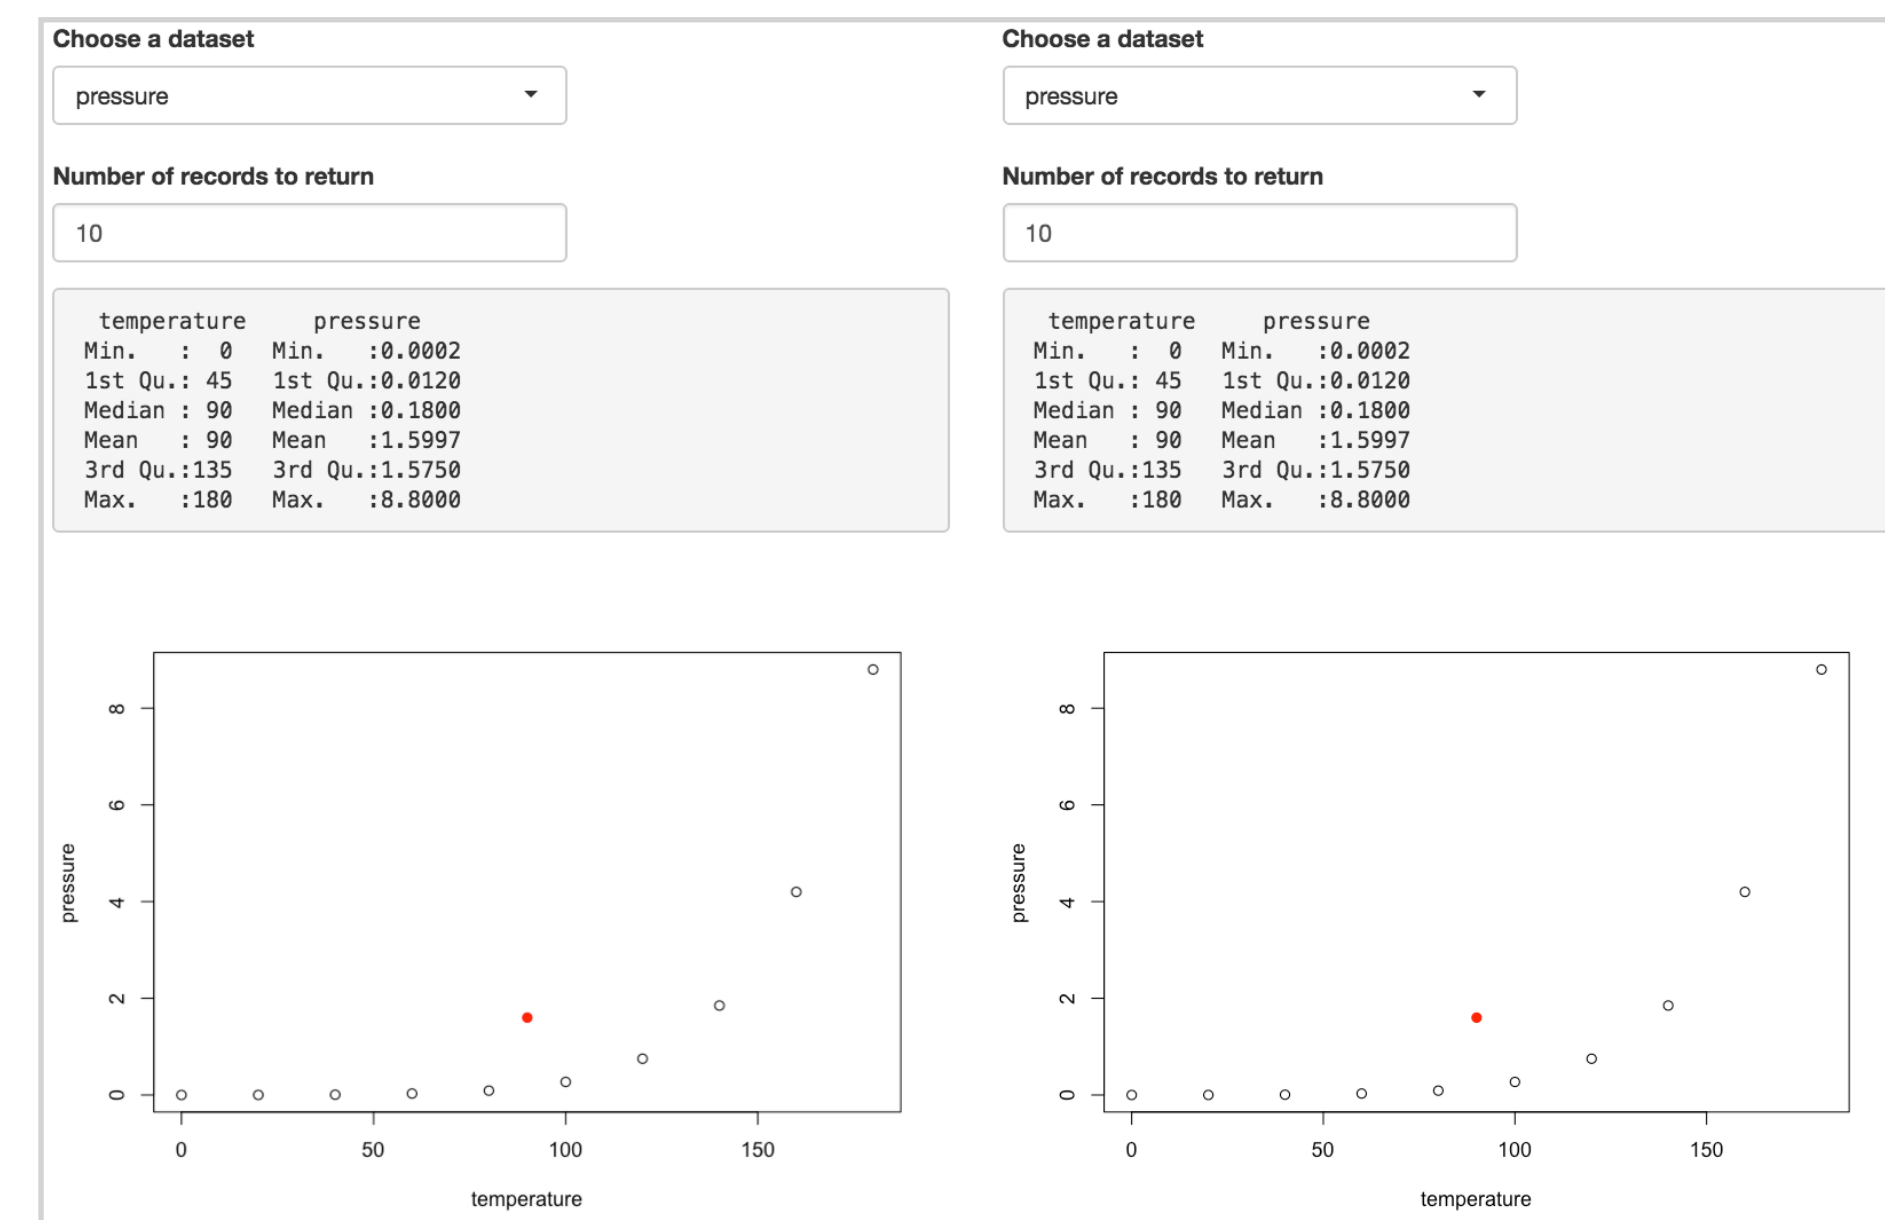 Choose a dataset
pressure
Number of records to return
10
temperature pressure
Min. : 0 Min. :0.0002
1st Qu.: 45 1st Qu.:0.0120
Median : 90 Median :0.1800
Mean : 90 Mean :1.5997
3rd Qu.:135 3rd Qu.:1.5750
Max. :180 Max. :8.8000
8
6
4
2
0
pressure
0 50 100 150
temperature
Choose a dataset
pressure
Number of records to return
10
temperature pressure
Min. : 0 Min. :0.0002
1st Qu.: 45 1st Qu.:0.0120
Median : 90 Median :0.1800
Mean : 90 Mean :1.5997
3rd Qu.:135 3rd Qu.:1.5750
Max. :180 Max. :8.8000
8
6
4
2
0
pressure
0 50 100 150
temperature